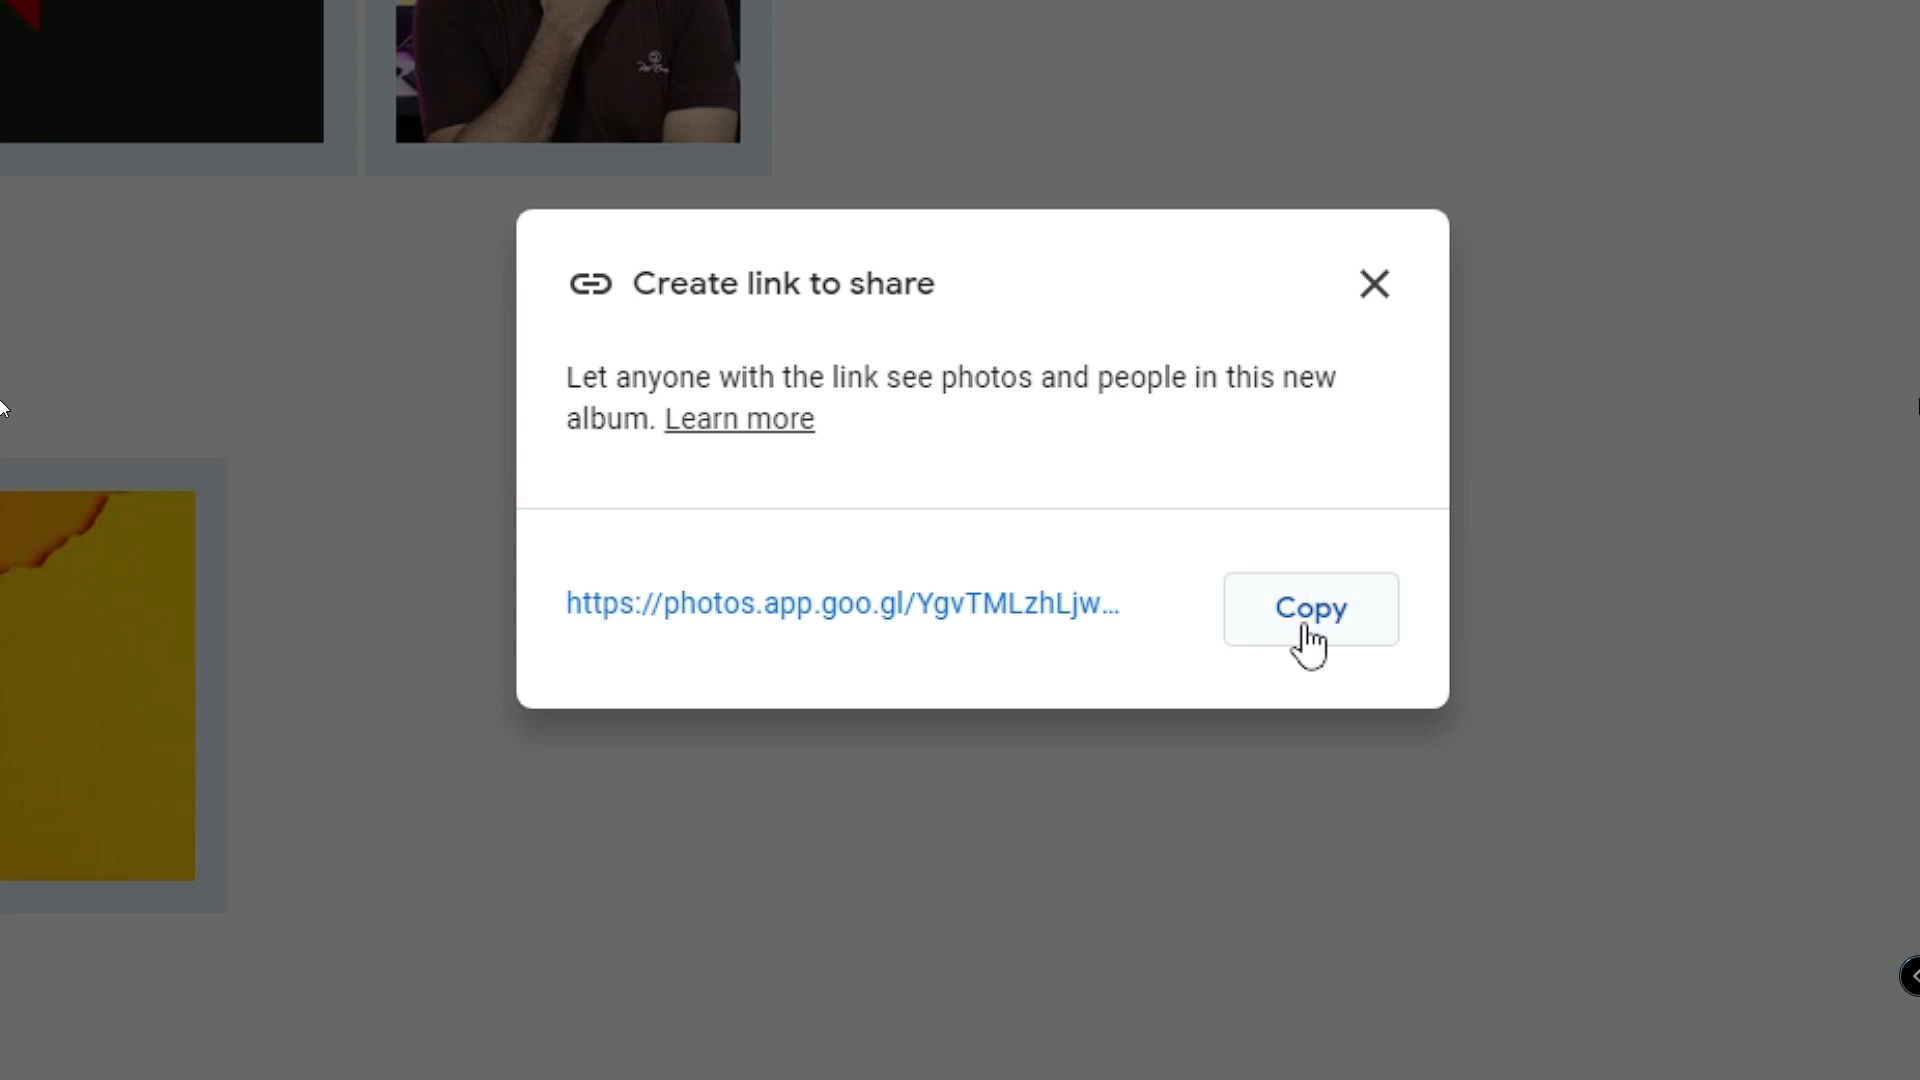 Create link to share
Let anyone with the link see photos and people in this new
album. Learn more
https://photos.app.goo.gl/YgvTMLzhLjw...
Copy